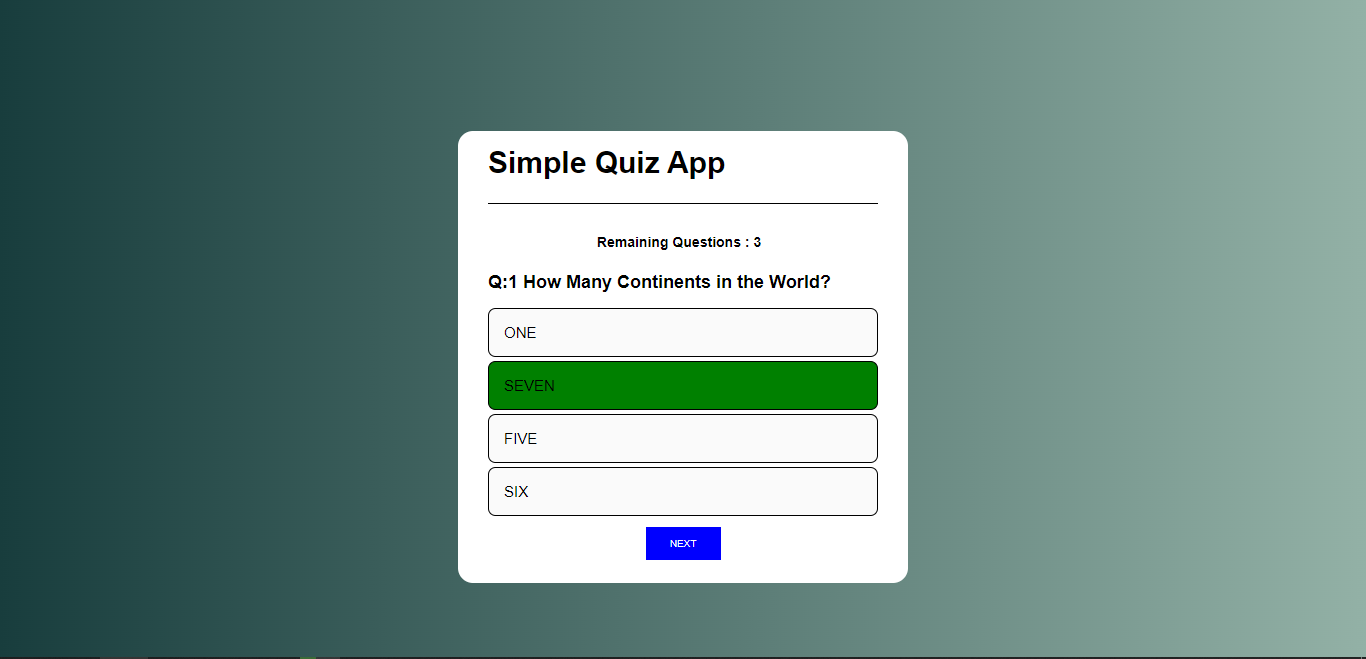 Simple Quiz App
Remaining Questions : 3
Q:1 How Many Continents in the World?
ONE
SEVEN
FIVE
SIX
NEXT